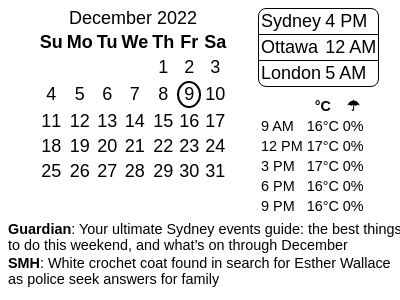 December 2022
Su Mo Tu We Th Fr Sa
1 2 3
4 5 6 7 8 9 10
11 12 13 14 15 16 17
18 19 20 21 22 23 24
25 26 27 28 29 30 31
Sydney 4 PM
Ottawa 12 AM
London 5 AM
°C ☂
9 AM 16°C 0%
12 PM 17°C 0%
3 PM 17°C 0%
6 PM 16°C 0%
9 PM 16°C 0%
Guardian: Your ultimate Sydney events guide: the best things
to do this weekend, and what’s on through December
SMH: White crochet coat found in search for Esther Wallace
as police seek answers for family